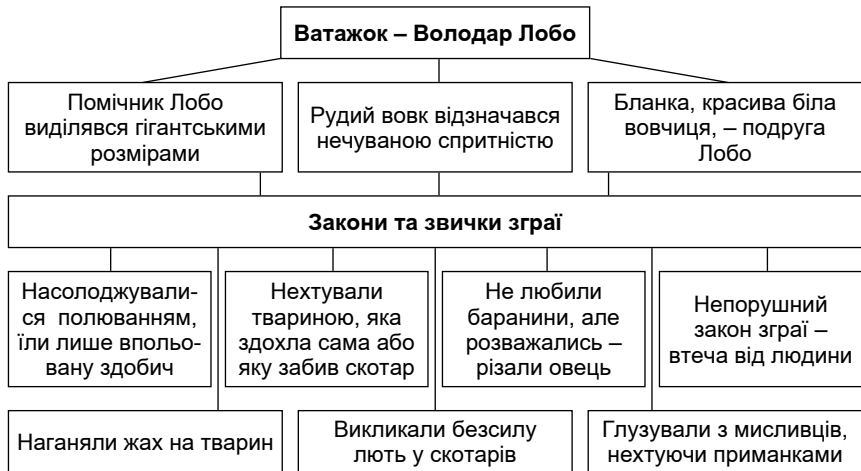 Ватажок – Володар Лобо
Помічник Лобо
виділявся гігантськими
розмірами
Рудий вовк відзначався
нечуваною спритністю
Бланка, красива біла
вовчиця, – подруга
Лобо
Закони та звички зграї
Насолоджували-
ся полюванням,
їли лише впольо-
вану здобич
Нехтували
твариною, яка
здохла сама або
яку забив скотар
Не любили
баранини, але
розважались –
різали овець
Непорушний
закон зграї –
втеча від людини
Наганяли жах на тварин
Викликали безсилу
лють у скотарів
Глузували з мисливців,
нехтуючи приманками